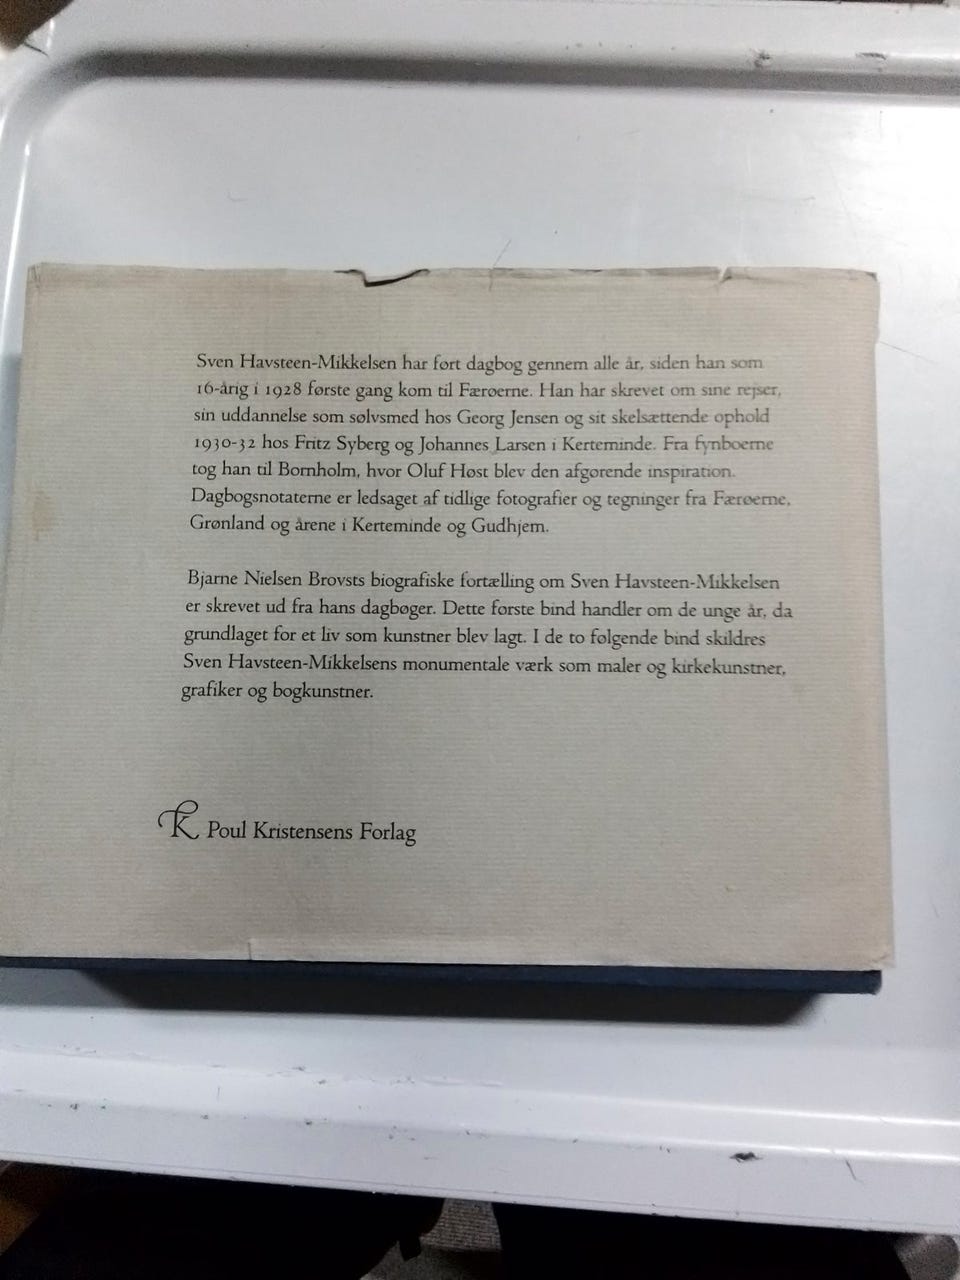 Sven Havsteen-Mikkelsen har ført dagbog gennem alle år, siden han som
16-årig i 1928 første gang kom til Færøerne. Han har skrevet om sine rejser,
sin uddannelse som sølvsmed hos Georg Jensen og sit skelsættende ophold
1930-32 hos Fritz Syberg og Johannes Larsen i Kerteminde. Fra fynboerne
tog han til Bornholm, hvor Oluf Høst blev den afgørende inspiration.
Dagbogsnotaterne er ledsaget af tidlige fotografier og tegninger fra Færøerne,
Grønland og årene i Kerteminde og Gudhjem.
Bjarne Nielsen Brovsts biografiske fortælling om Sven Havsteen-Mikkelsen
er skrevet ud fra hans dagbøger. Dette første bind handler om de unge år, da
grundlaget for et liv som kunstner blev lagt. I de to følgende bind skildres
Sven Havsteen-Mikkelsens monumentale værk som maler og kirkekunstner,
grafiker og bogkunstner.
K Poul Kristensens Forlag